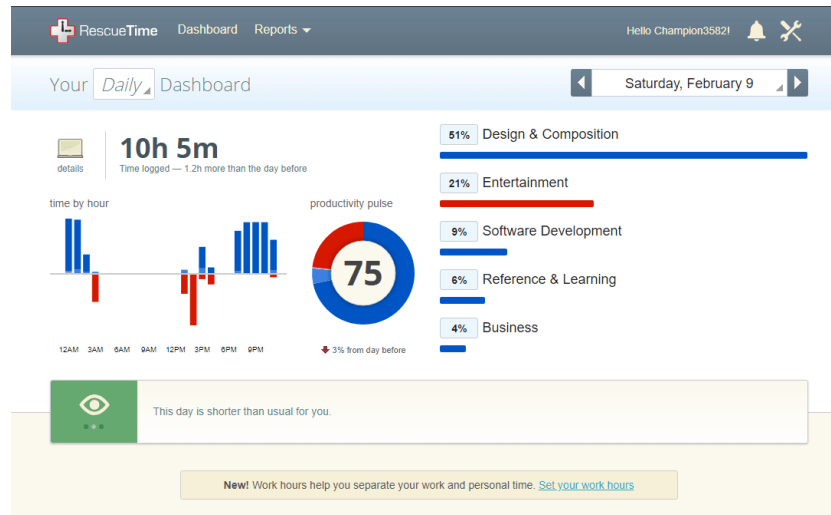 RescueTime Dashboard Reports Hello Champion3582!
Your Daily Dashboard Saturday, February 9
details
10h 5m
Time logged — 1.2h more than the day before
time by hour
12AM 3AM 6AM 9AM 12PM 3PM 6PM 9PM
productivity pulse
75
3% from day before
51% Design & Composition
21% Entertainment
9% Software Development
6% Reference & Learning
4% Business
This day is shorter than usual for you.
New! Work hours help you separate your work and personal time. Set your work hours